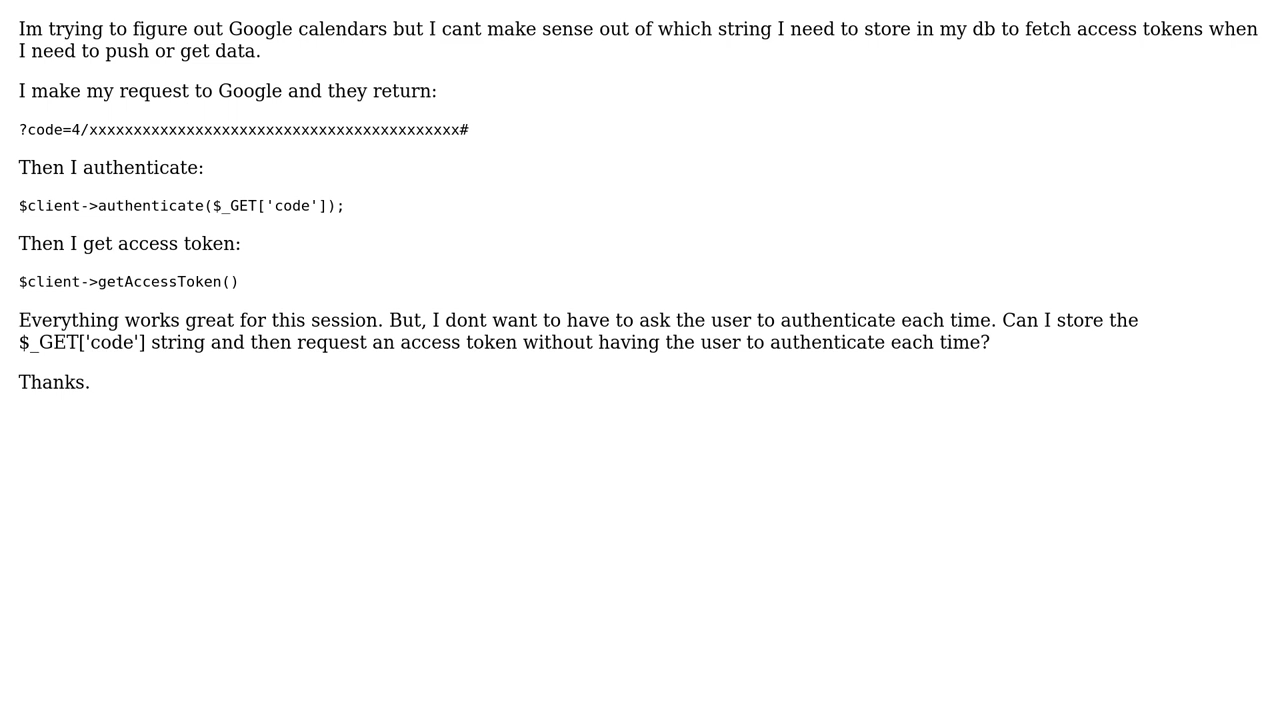 Im trying to figure out Google calendars but I cant make sense out of which string I need to store in my db to fetch access tokens when
I need to push or get data.
I make my request to Google and they return:
?code=4/xxxxxxxxxxxxxxxxxxxxxxxxxxxxxxxxxxxxxxxxxx#
Then I authenticate:
$client->authenticate($_GET['code']);
Then I get access token:
$client->getAccessToken()
Everything works great for this session. But, I dont want to have to ask the user to authenticate each time. Can I store the
$_GET['code'] string and then request an access token without having the user to authenticate each time?
Thanks.